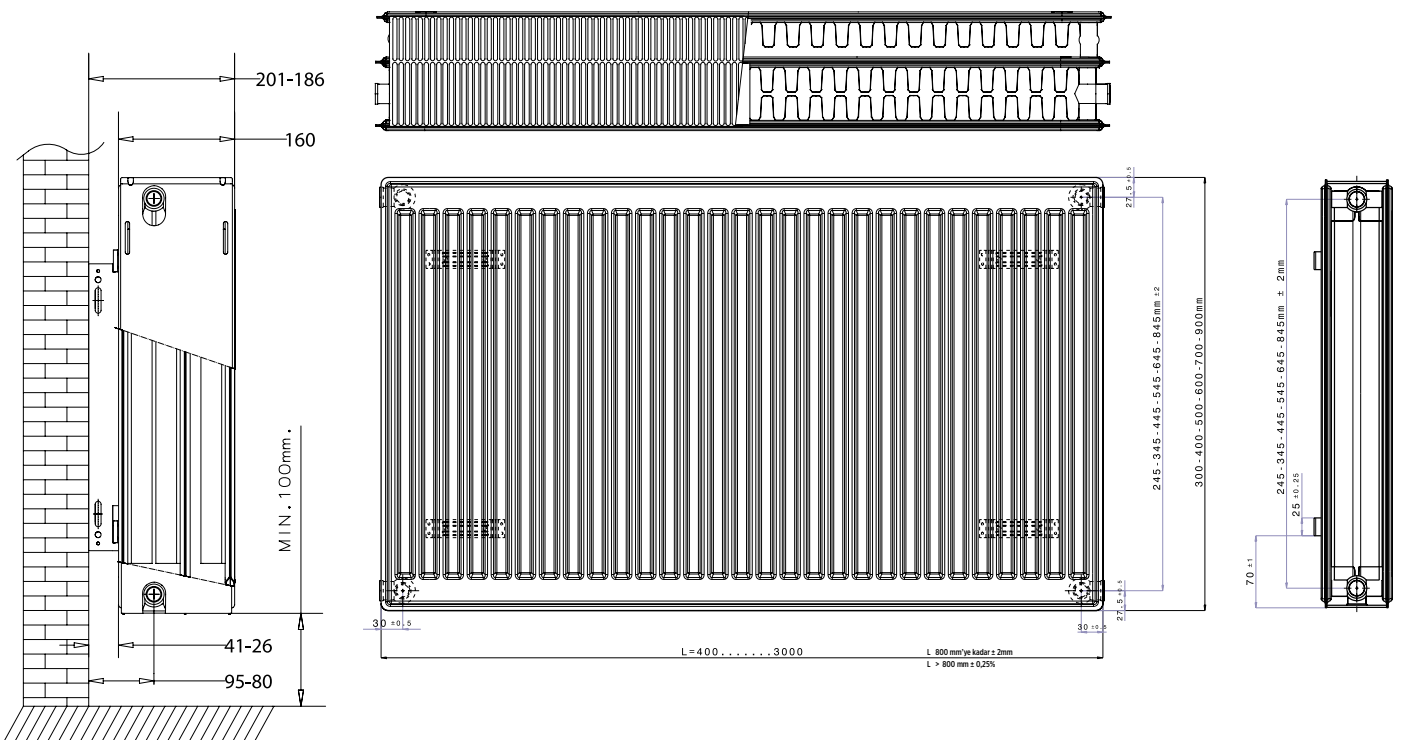 201-186
160
MIN.100mm.
41-26
95-80
27.5 ±0.5
245-345-445-545-645-845mm ±2
300-400-500-600-700-900mm
27.5 ±0.5
30 ±0.5
30 ±0.5
L=400.......3000
L 800 mm'ye kadar ± 2mm
L > 800 mm ± 0,25%
245-345-445-545-645-845mm ± 2mm
25 ±0.25
70 ±1